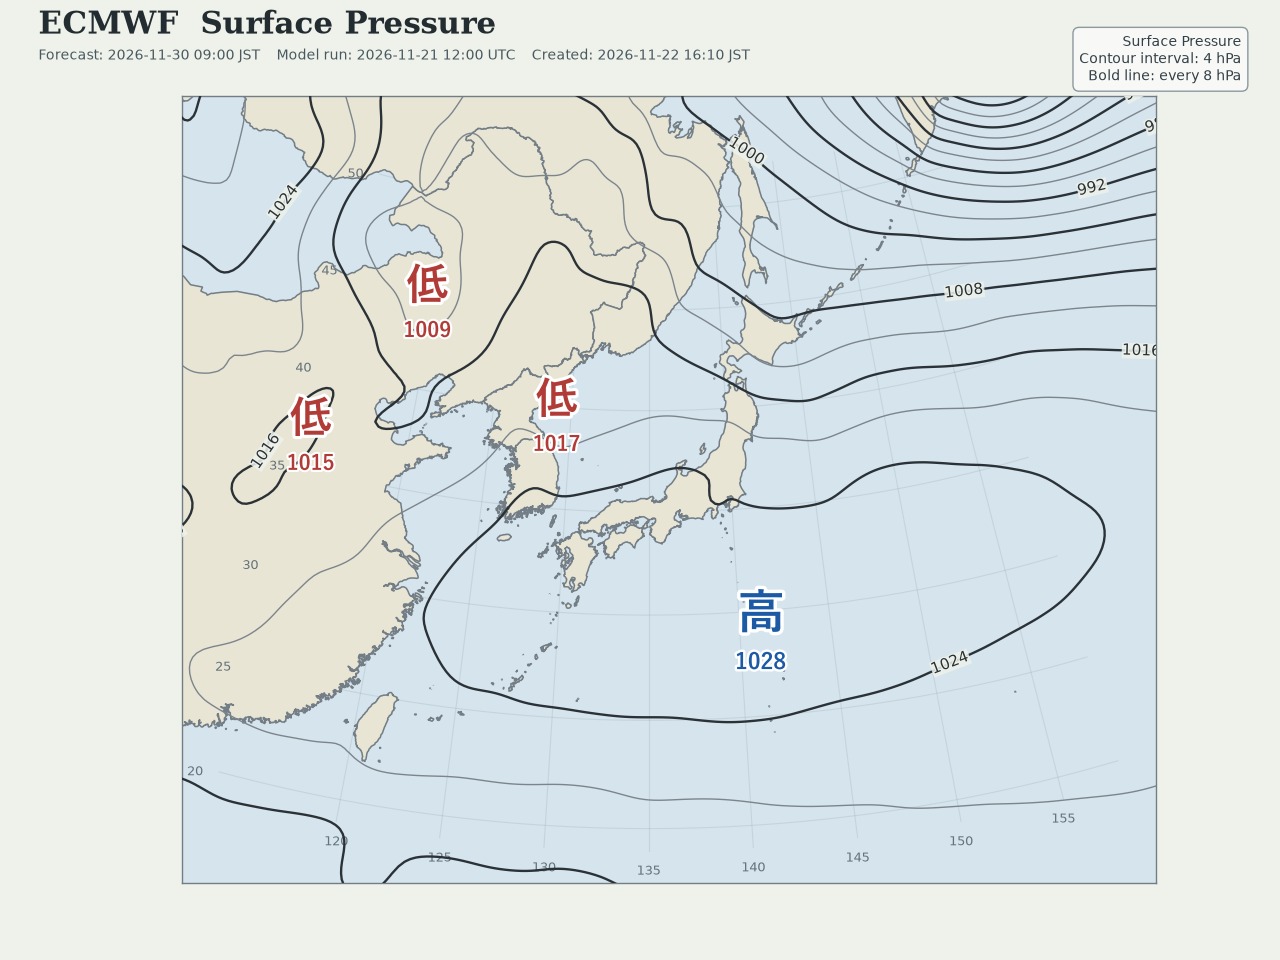 ECMWF  Surface Pressure
Forecast: 2026-11-30 09:00 JST    Model run: 2026-11-21 12:00 UTC    Created: 2026-11-22 16:10 JST
Surface Pressure
Contour interval: 4 hPa
Bold line: every 8 hPa
1000
992
50
1024
45
低
1009
1008
1016
40
低
1015
1016
35
低
1017
30
高
1028
25
1024
20
120
125
130
135
140
145
150
155